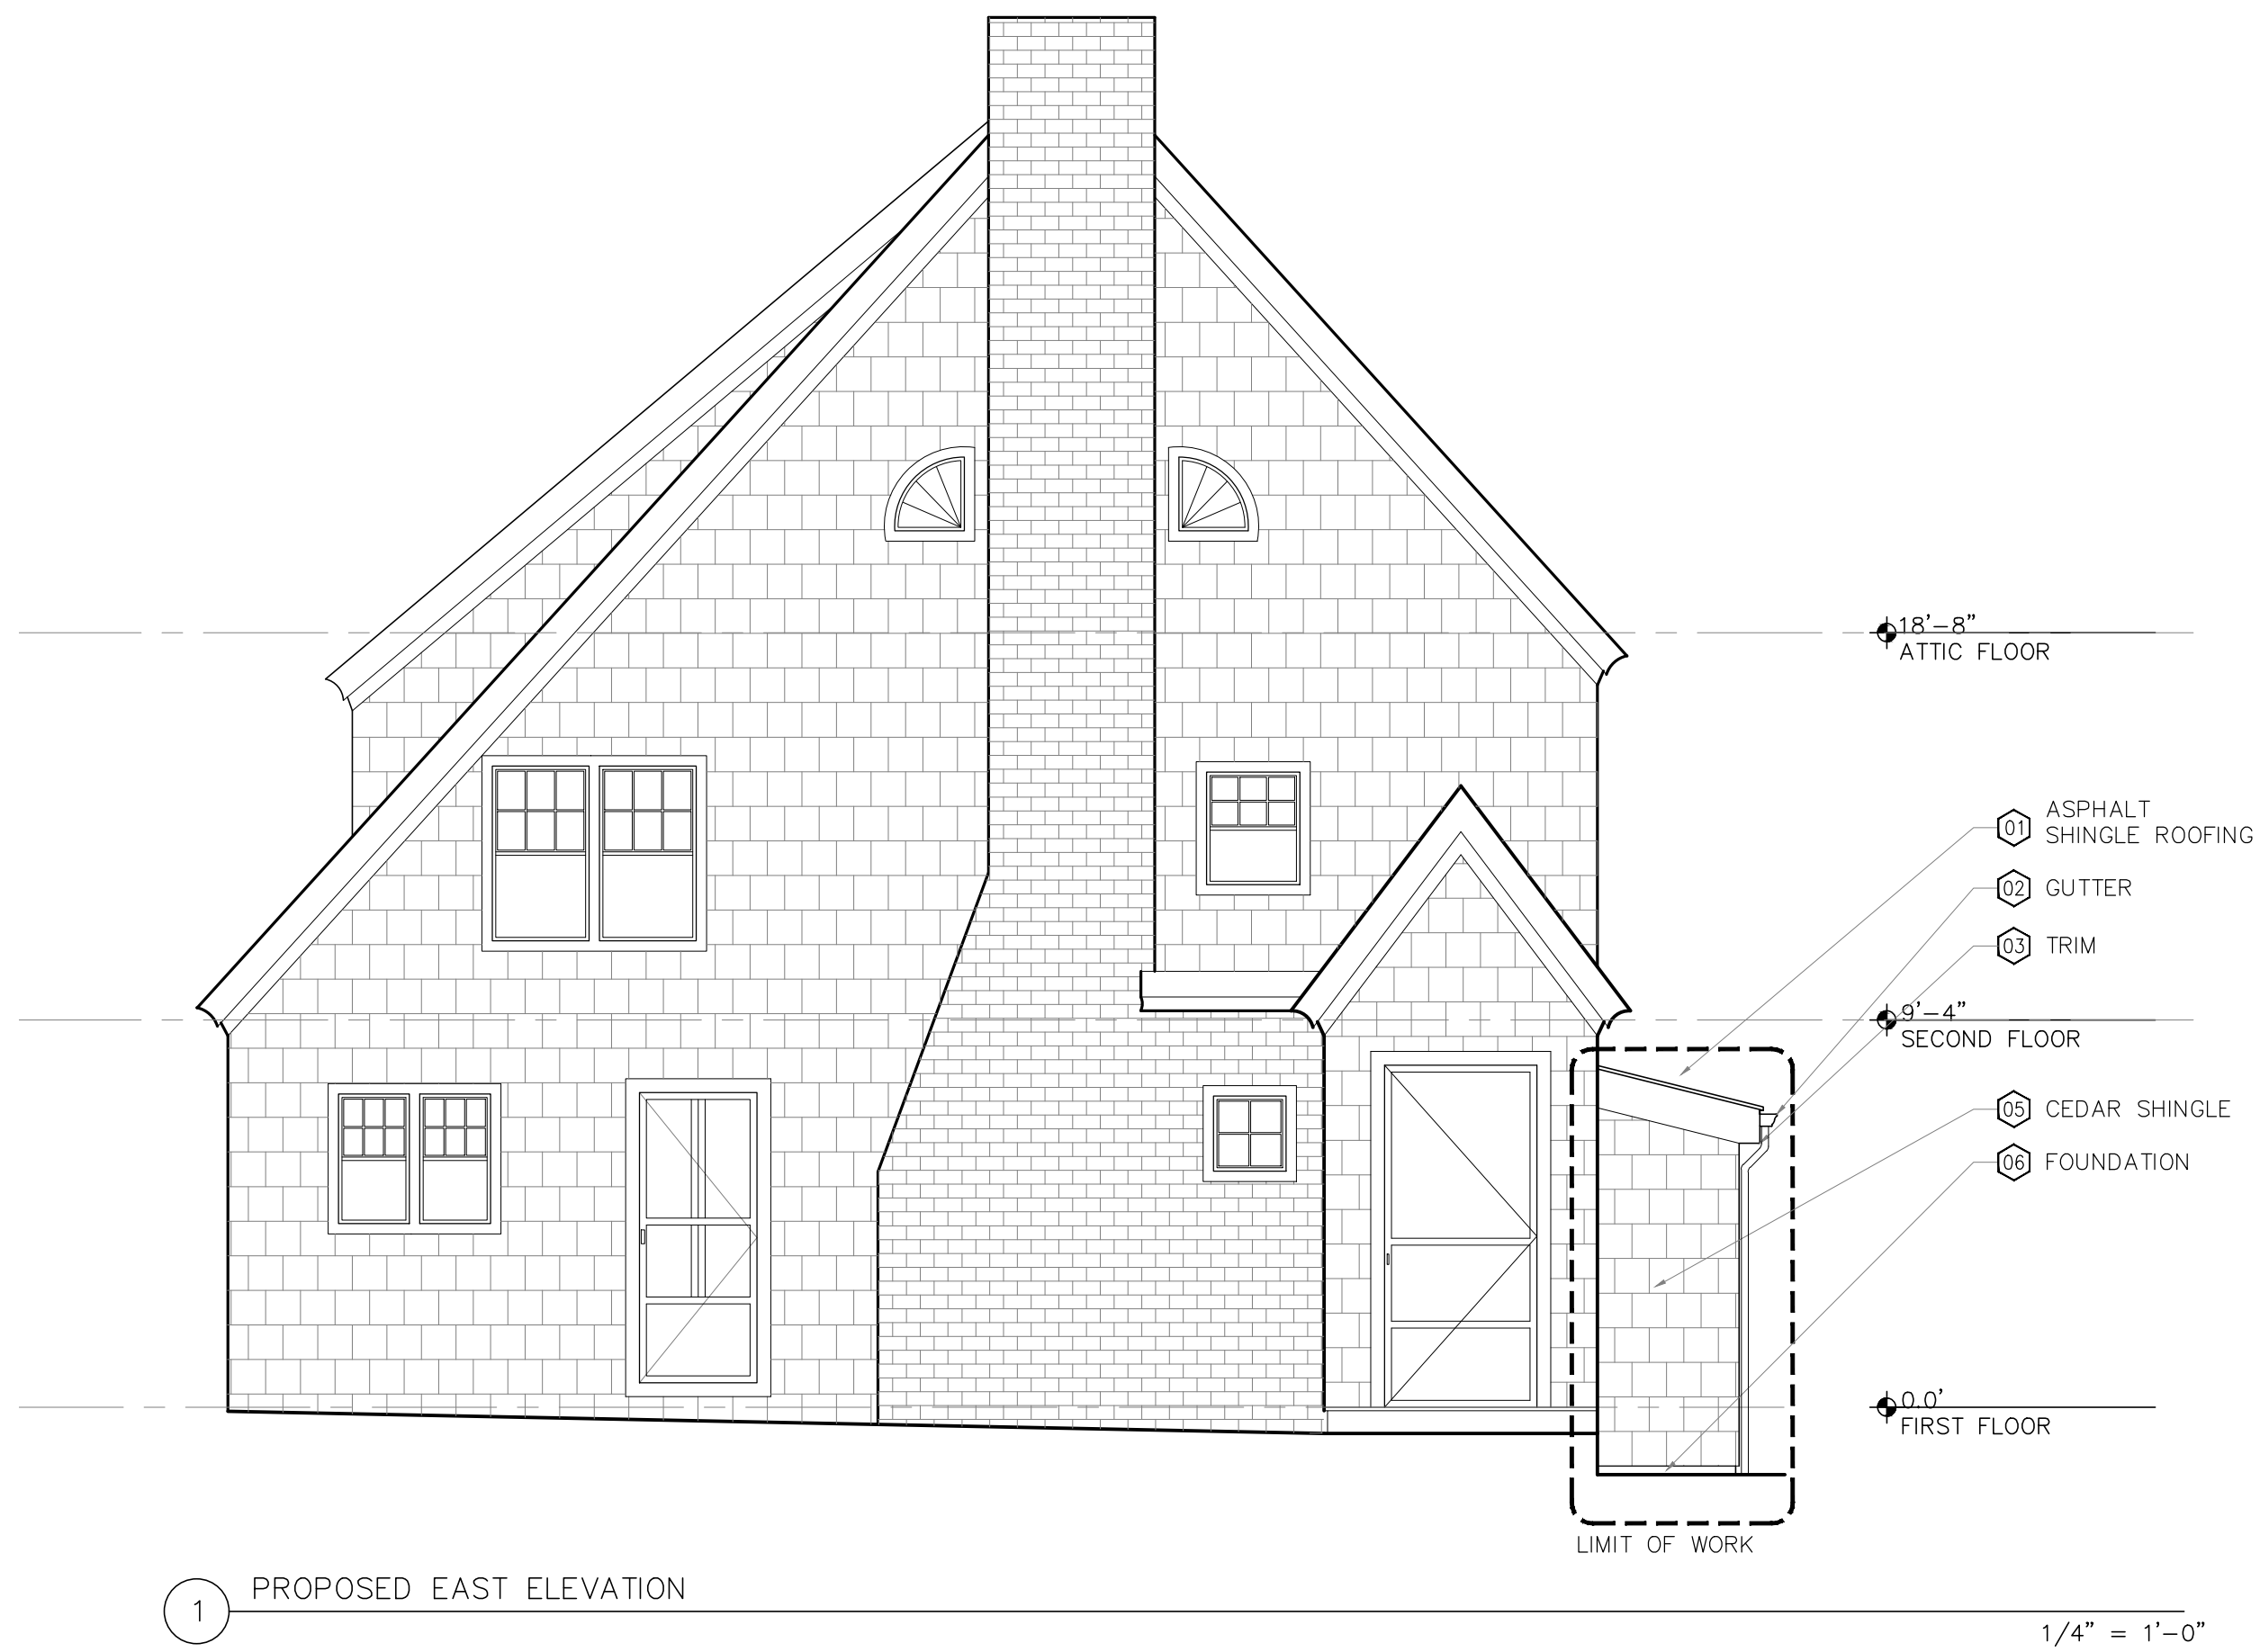 18'-8"
ATTIC FLOOR
01 ASPHALT
SHINGLE ROOFING
02 GUTTER
03 TRIM
9'-4"
SECOND FLOOR
05 CEDAR SHINGLE
06 FOUNDATION
0.0'
FIRST FLOOR
LIMIT OF WORK
1 PROPOSED EAST ELEVATION
1/4" = 1'-0"